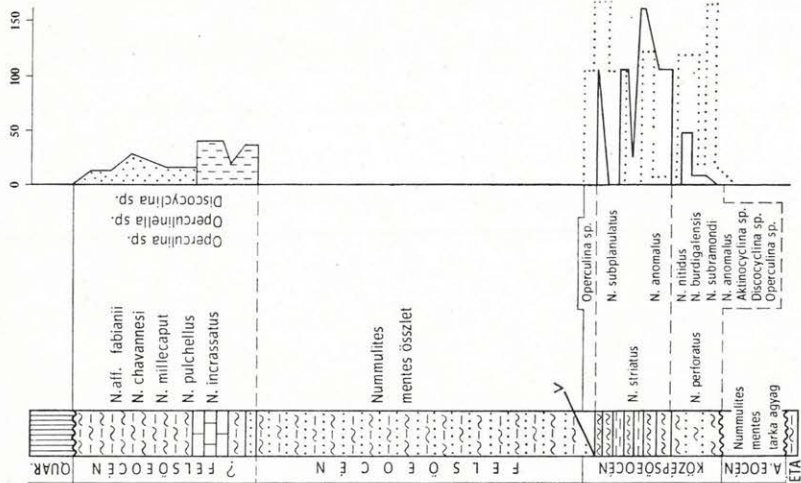 150
100
50
0
Discocyclina sp.
Operculinella sp.
Operculina sp.
N. aff. fabianii
N. chavannesi
N. millecaput
N. pulchellus
N. incrassatus
Nummulites
mentes összlet
Operculina sp.
N. subplanulatus
N. anomalus
N. nitidus
N. burdigalensis
N. subramondi
N. anomalus
Aktinocyclina sp.
Discocyclina sp.
Operculina sp.
N. striatus
N. perforatus
Nummulites
mentes
tarka agyag
V
QUAR.
? FELSŐEOCÉN
FELSŐEOCÉN
KÖZÉPSŐEOCÉN
A. EOCÉN